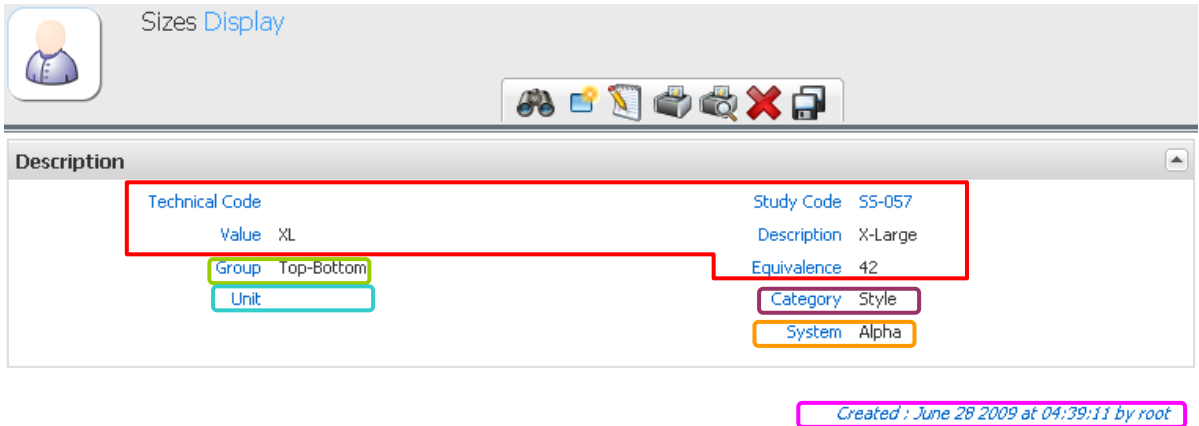 Sizes Display
Description
Technical Code
Study Code SS-057
Value XL
Description X-Large
Group Top-Bottom
Equivalence 42
Unit
Category Style
System Alpha
Created : June 28 2009 at 04:39:11 by root